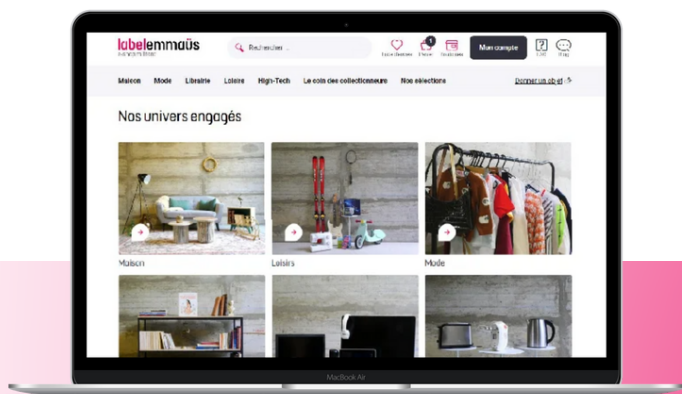 labelemmaüs
Rechercher ...
Mon compte
Maison Mode Librairie Loisirs High-Tech Le coin des collectionneurs Nos sélections
Donner un objet
Nos univers engagés
Maison
Loisirs
Mode
MacBook Air